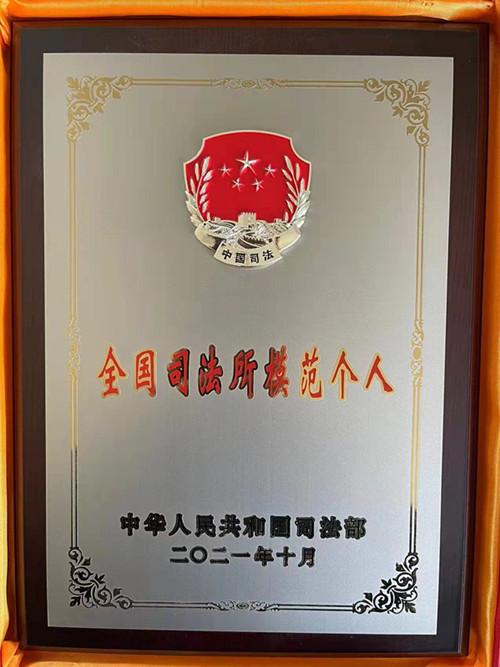 中国司法
全国司法所模范个人
中华人民共和国司法部
二〇二一年十月